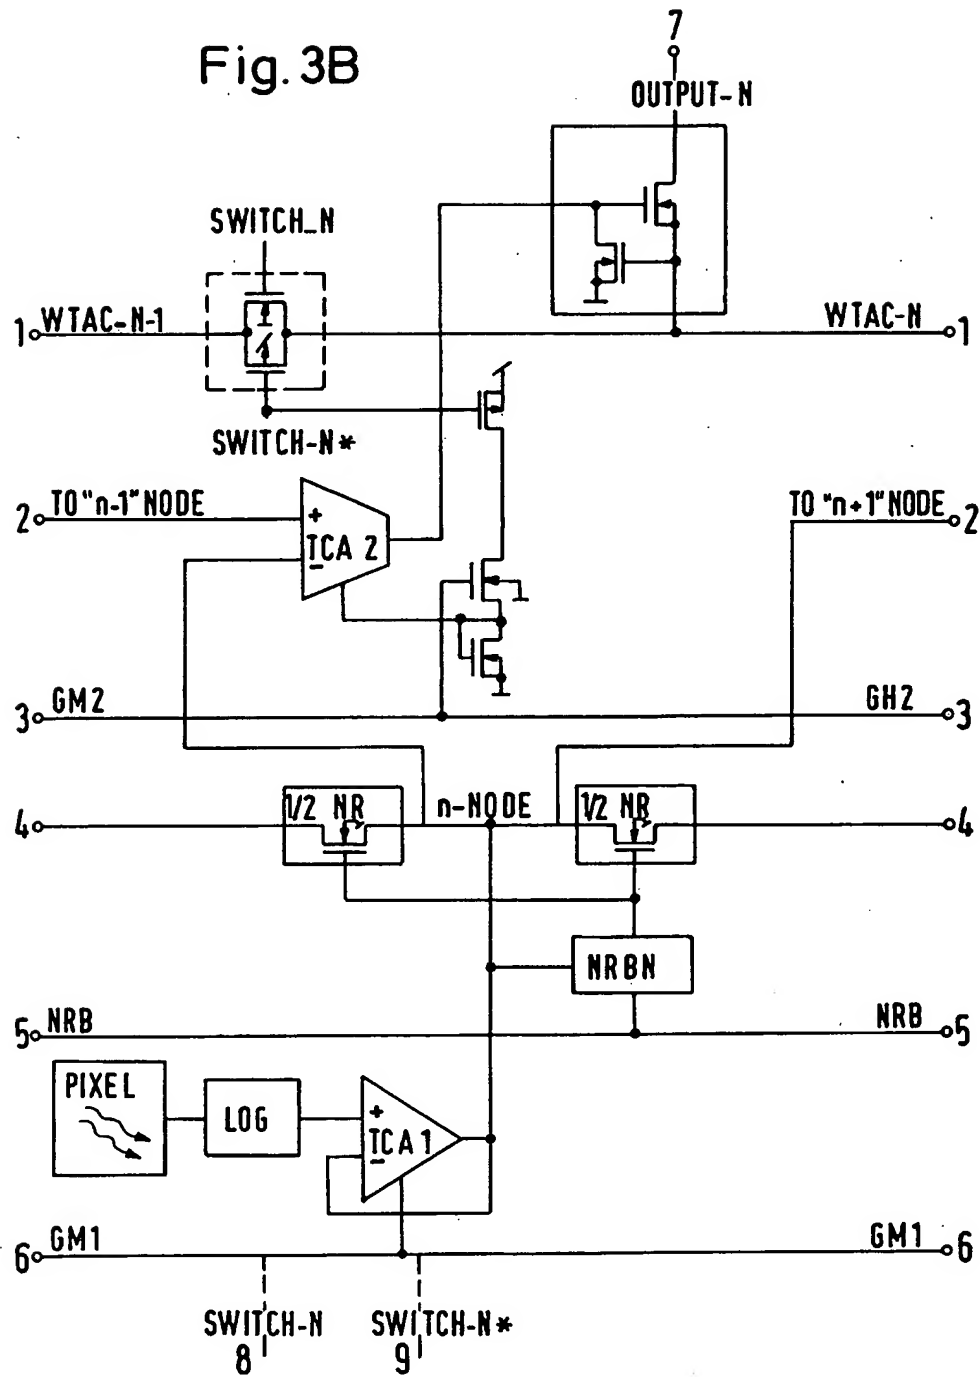 Fig. 3B
7
OUTPUT-N
SWITCH_N
1 WTAC-N-1
WTAC-N 1
SWITCH-N*
2 TO "n-1" NODE
TO "n+1" NODE 2
+
TCA 2
-
3 GM2
GH2 3
4 1/2 NR
n-NODE
1/2 NR 4
NRBN
5 NRB
NRB 5
PIXEL
LOG
+
TCA 1
-
6 GM1
GM1 6
SWITCH-N
8
SWITCH-N*
9